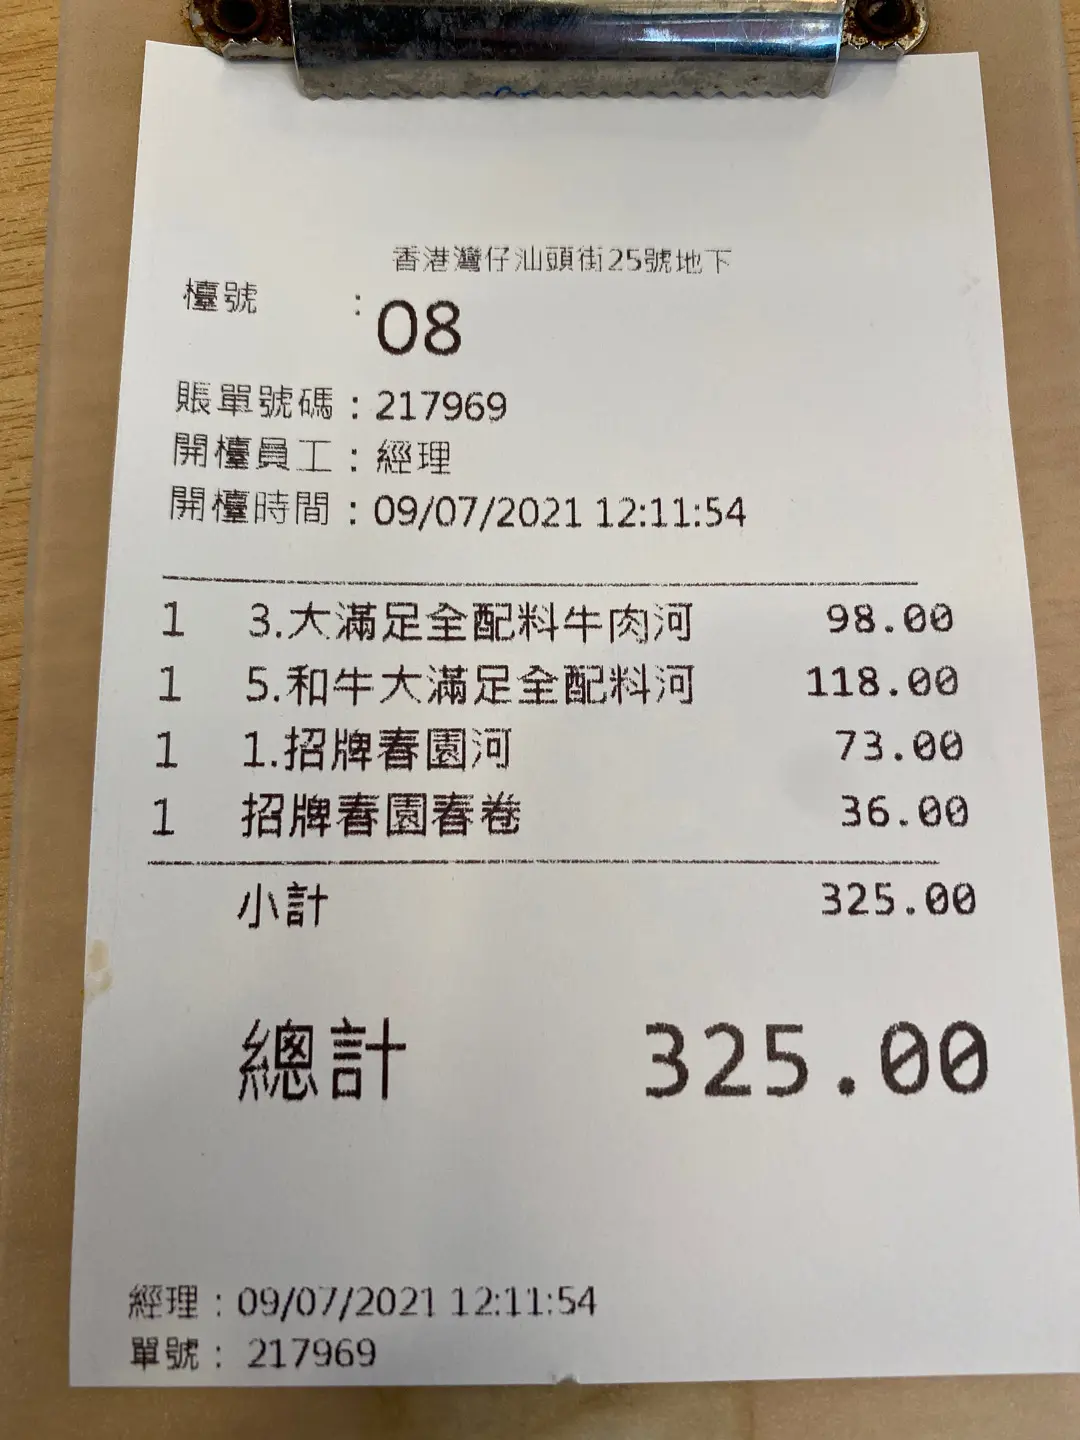 香港灣仔汕頭街25號地下
檯號 : 08
賬單號碼 : 217969
開檯員工 : 經理
開檯時間 : 09/07/2021 12:11:54
1 3.大滿足全配料牛肉河 98.00
1 5.和牛大滿足全配料河 118.00
1 1.招牌春園河 73.00
1 招牌春園春卷 36.00
小計 325.00
總計 325.00
經理 : 09/07/2021 12:11:54
單號 : 217969